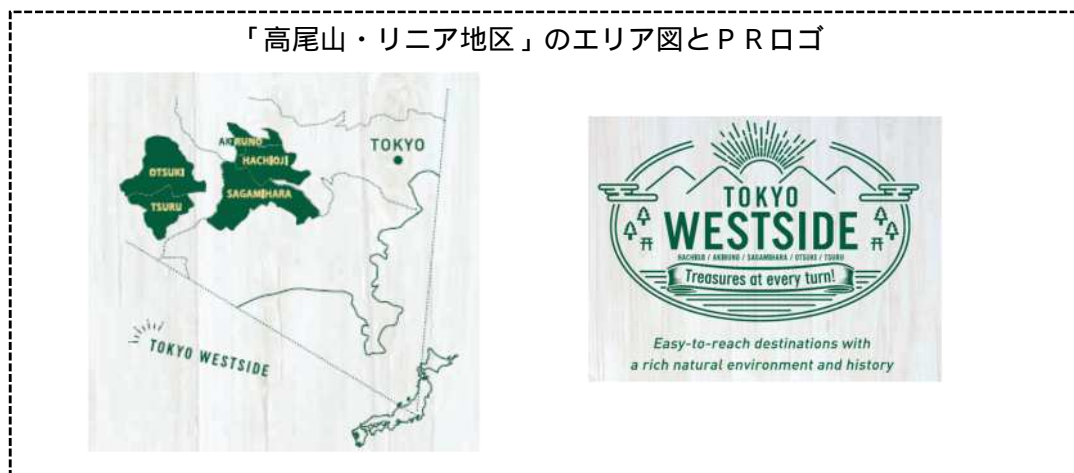 「高尾山・リニア地区」のエリア図とＰＲロゴ
AKIRUNO
TOKYO
HACHIOJI
OTSUKI
SAGAMIHARA
TSURU
TOKYO WESTSIDE
TOKYO
WESTSIDE
HACHIOJI / AKIRUNO / SAGAMIHARA / OTSUKI / TSURU
Treasures at every turn!
Easy-to-reach destinations with
a rich natural environment and history